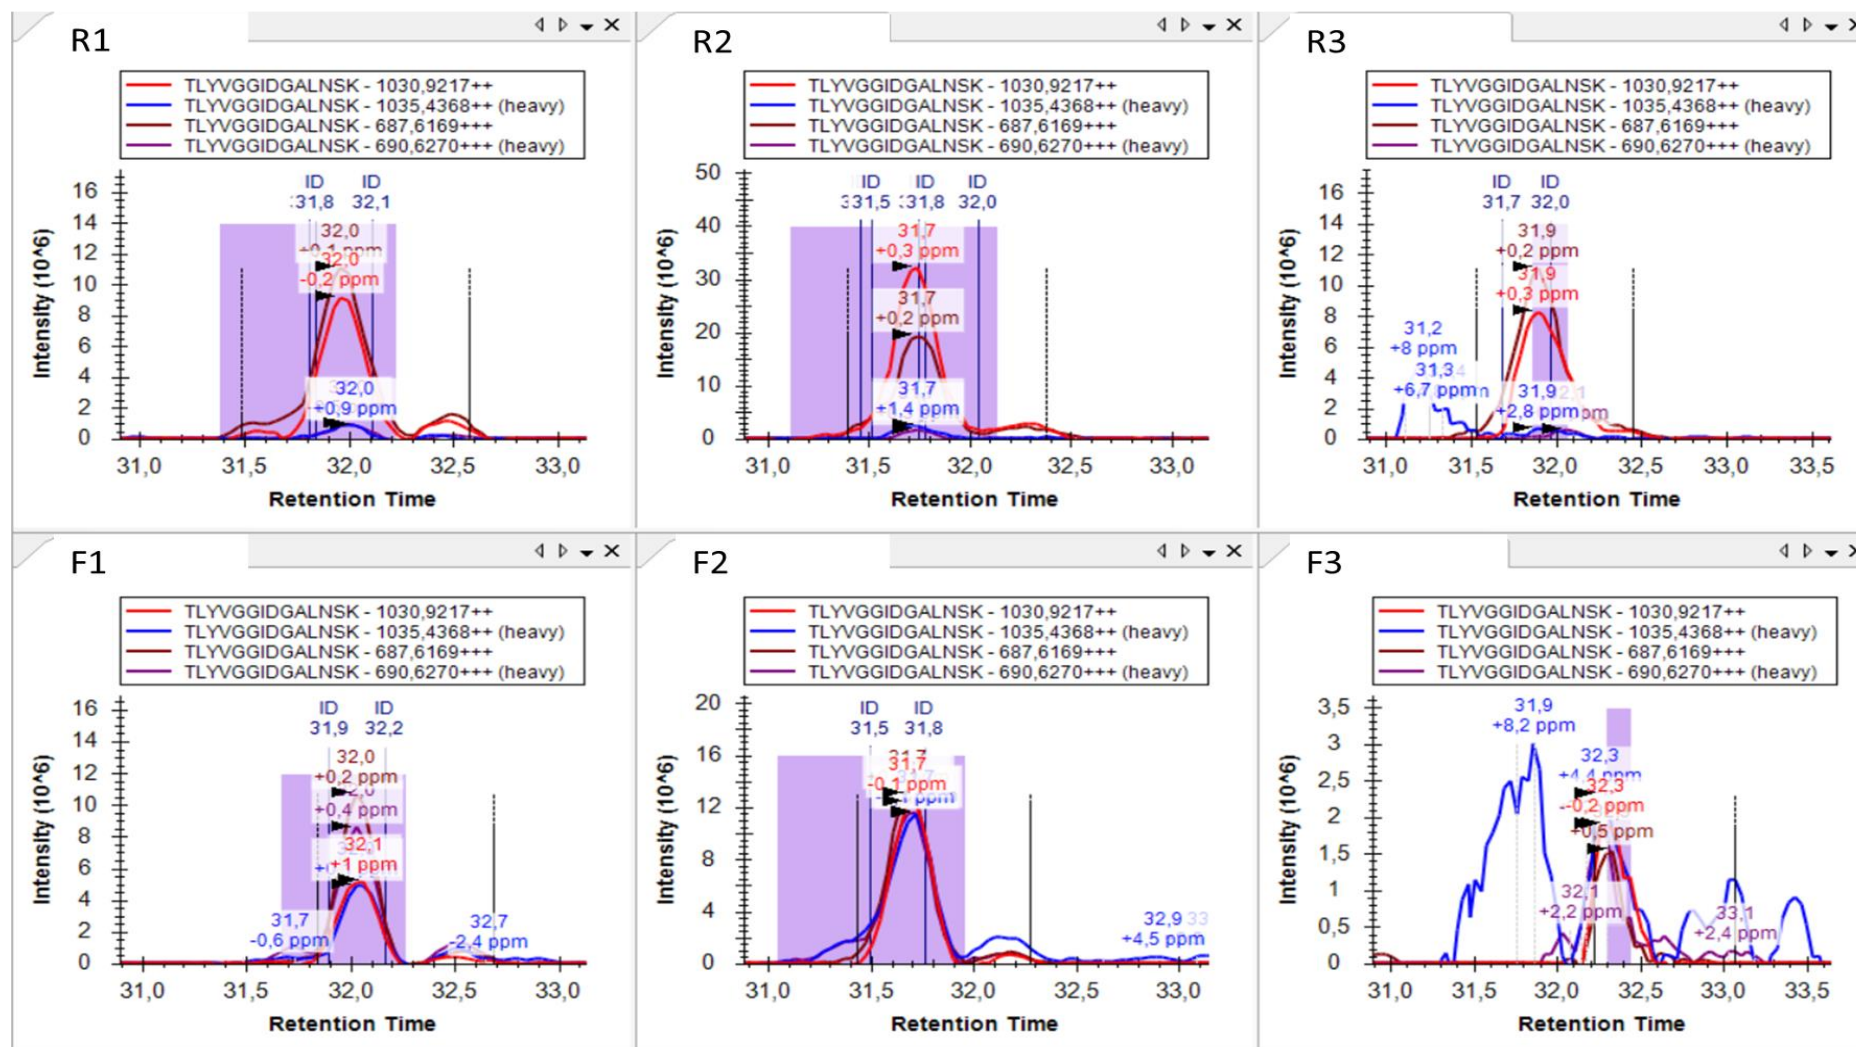 R1
TLYVGGIDGALNSK - 1030,9217++
TLYVGGIDGALNSK - 1035,4368++ (heavy)
TLYVGGIDGALNSK - 687,6169+++
TLYVGGIDGALNSK - 690,6270+++ (heavy)
Intensity (10^6)
16
14
12
10
8
6
4
2
0
ID ID
31,8 32,1
32,0
+0,1 ppm
32,0
-0,2 ppm
32,0
+0,9 ppm
31,0 31,5 32,0 32,5 33,0
Retention Time
R2
TLYVGGIDGALNSK - 1030,9217++
TLYVGGIDGALNSK - 1035,4368++ (heavy)
TLYVGGIDGALNSK - 687,6169+++
TLYVGGIDGALNSK - 690,6270+++ (heavy)
Intensity (10^6)
50
40
30
20
10
0
ID ID ID
31,5 31,8 32,0
31,7
+0,3 ppm
31,7
+0,2 ppm
31,7
+1,4 ppm
31,0 31,5 32,0 32,5 33,0
Retention Time
R3
TLYVGGIDGALNSK - 1030,9217++
TLYVGGIDGALNSK - 1035,4368++ (heavy)
TLYVGGIDGALNSK - 687,6169+++
TLYVGGIDGALNSK - 690,6270+++ (heavy)
Intensity (10^6)
16
14
12
10
8
6
4
2
0
ID ID
31,7 32,0
31,9
+0,2 ppm
31,9
+0,3 ppm
31,2
+8 ppm
31,3
+6,7 ppm
31,9
+2,8 ppm
31,0 31,5 32,0 32,5 33,0 33,5
Retention Time
F1
TLYVGGIDGALNSK - 1030,9217++
TLYVGGIDGALNSK - 1035,4368++ (heavy)
TLYVGGIDGALNSK - 687,6169+++
TLYVGGIDGALNSK - 690,6270+++ (heavy)
Intensity (10^6)
16
14
12
10
8
6
4
2
0
ID ID
31,9 32,2
32,0
+0,2 ppm
+0,4 ppm
32,1
+1 ppm
31,7
-0,6 ppm
32,7
-2,4 ppm
31,0 31,5 32,0 32,5 33,0
Retention Time
F2
TLYVGGIDGALNSK - 1030,9217++
TLYVGGIDGALNSK - 1035,4368++ (heavy)
TLYVGGIDGALNSK - 687,6169+++
TLYVGGIDGALNSK - 690,6270+++ (heavy)
Intensity (10^6)
20
16
12
8
4
0
ID ID
31,5 31,8
31,7
31,7
-0,1 ppm
ppm
32,9
+4,5 ppm
31,0 31,5 32,0 32,5 33,0
Retention Time
F3
TLYVGGIDGALNSK - 1030,9217++
TLYVGGIDGALNSK - 1035,4368++ (heavy)
TLYVGGIDGALNSK - 687,6169+++
TLYVGGIDGALNSK - 690,6270+++ (heavy)
Intensity (10^6)
3,5
3
2,5
2
1,5
1
0,5
0
31,9
+8,2 ppm
32,3
+4,4 ppm
32,3
-0,2 ppm
+0,5 ppm
32,1
+2,2 ppm
33,1
+2,4 ppm
31,0 31,5 32,0 32,5 33,0 33,5
Retention Time